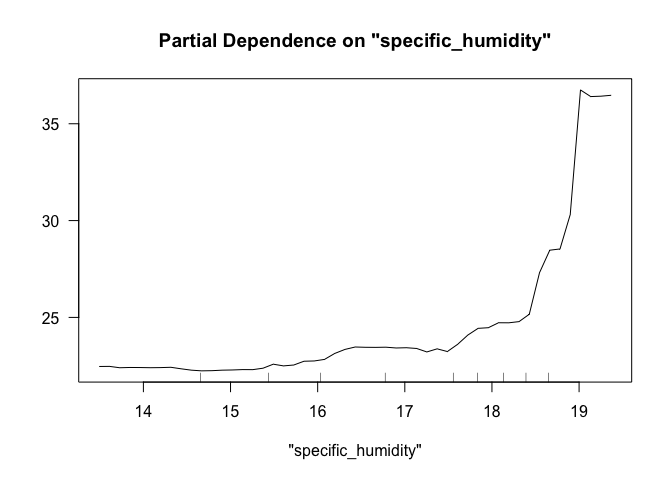 Partial Dependence on "specific_humidity"
35
30
25
14 15 16 17 18 19
"specific_humidity"